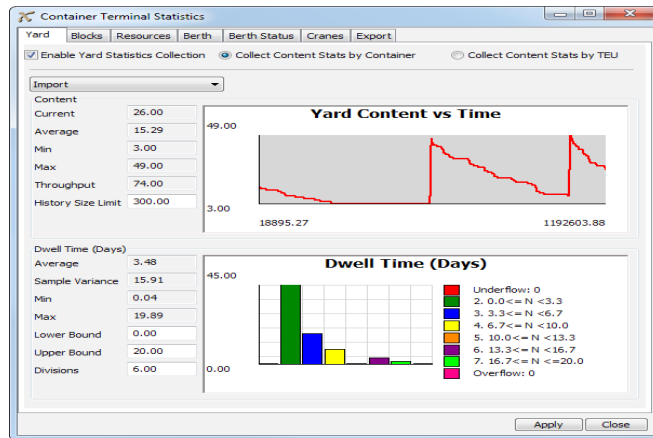 Container Terminal Statistics
Yard Blocks Resources Berth Berth Status Cranes Export
Enable Yard Statistics Collection Collect Content Stats by Container Collect Content Stats by TEU
Import
Content
Current 26.00
Average 15.29
Min 3.00
Max 49.00
Throughput 74.00
History Size Limit 300.00
Yard Content vs Time
49.00
3.00
18895.27 1192603.88
Dwell Time (Days)
Average 3.48
Sample Variance 15.91
Min 0.04
Max 19.89
Lower Bound 0.00
Upper Bound 20.00
Divisions 6.00
Dwell Time (Days)
45.00
0.00
Underflow: 0
2. 0.0<= N <3.3
3. 3.3<= N <6.7
4. 6.7<= N <10.0
5. 10.0<= N <13.3
6. 13.3<= N <16.7
7. 16.7<= N <=20.0
Overflow: 0
Apply Close